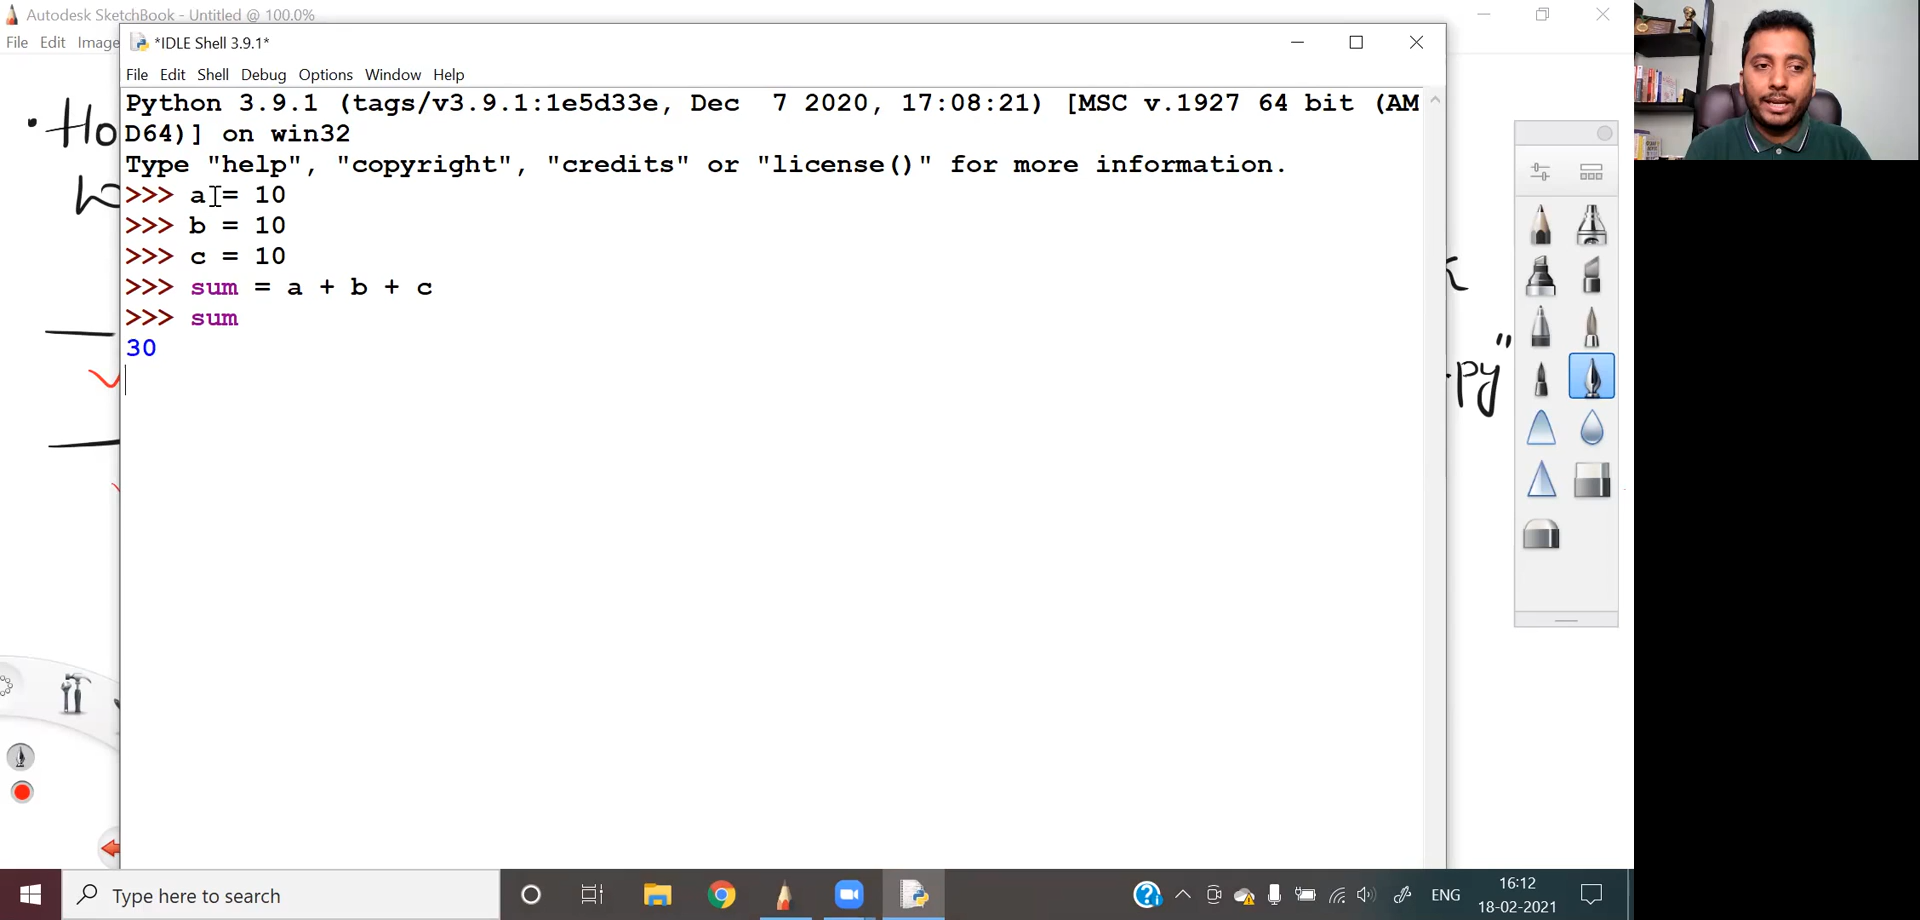 Autodesk SketchBook - Untitled @ 100.0%
File Edit Image
*IDLE Shell 3.9.1*
File Edit Shell Debug Options Window Help
Python 3.9.1 (tags/v3.9.1:1e5d33e, Dec  7 2020, 17:08:21) [MSC v.1927 64 bit (AM
D64)] on win32
Type "help", "copyright", "credits" or "license()" for more information.
>>> a = 10
>>> b = 10
>>> c = 10
>>> sum = a + b + c
>>> sum
30
Ho
.py"
Type here to search
ENG
16:12
18-02-2021